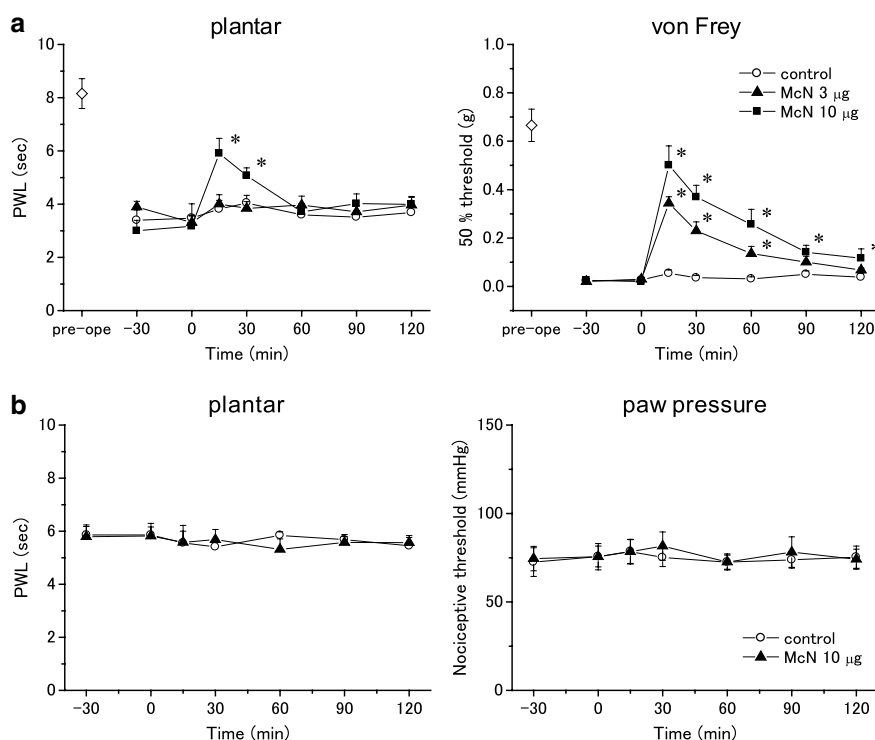 a
plantar
10
8
6
4
2
0
PWL (sec)
*
*
pre-ope -30 0 30 60 90 120
Time (min)
von Frey
1.0
0.8
0.6
0.4
0.2
0.0
50 % threshold (g)
control
McN 3 μg
McN 10 μg
*
*
*
*
*
*
*
*
pre-ope -30 0 30 60 90 120
Time (min)
b
plantar
10
8
6
4
2
0
PWL (sec)
-30 0 30 60 90 120
Time (min)
paw pressure
150
100
50
0
Nociceptive threshold (mmHg)
control
McN 10 μg
-30 0 30 60 90 120
Time (min)